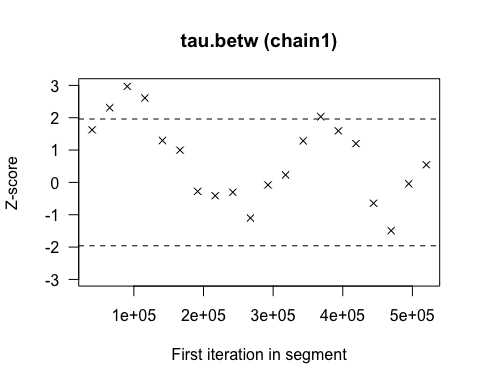 tau.betw (chain1)
3
2
1
0
-1
-2
-3
Z-score
1e+05 2e+05 3e+05 4e+05 5e+05
First iteration in segment